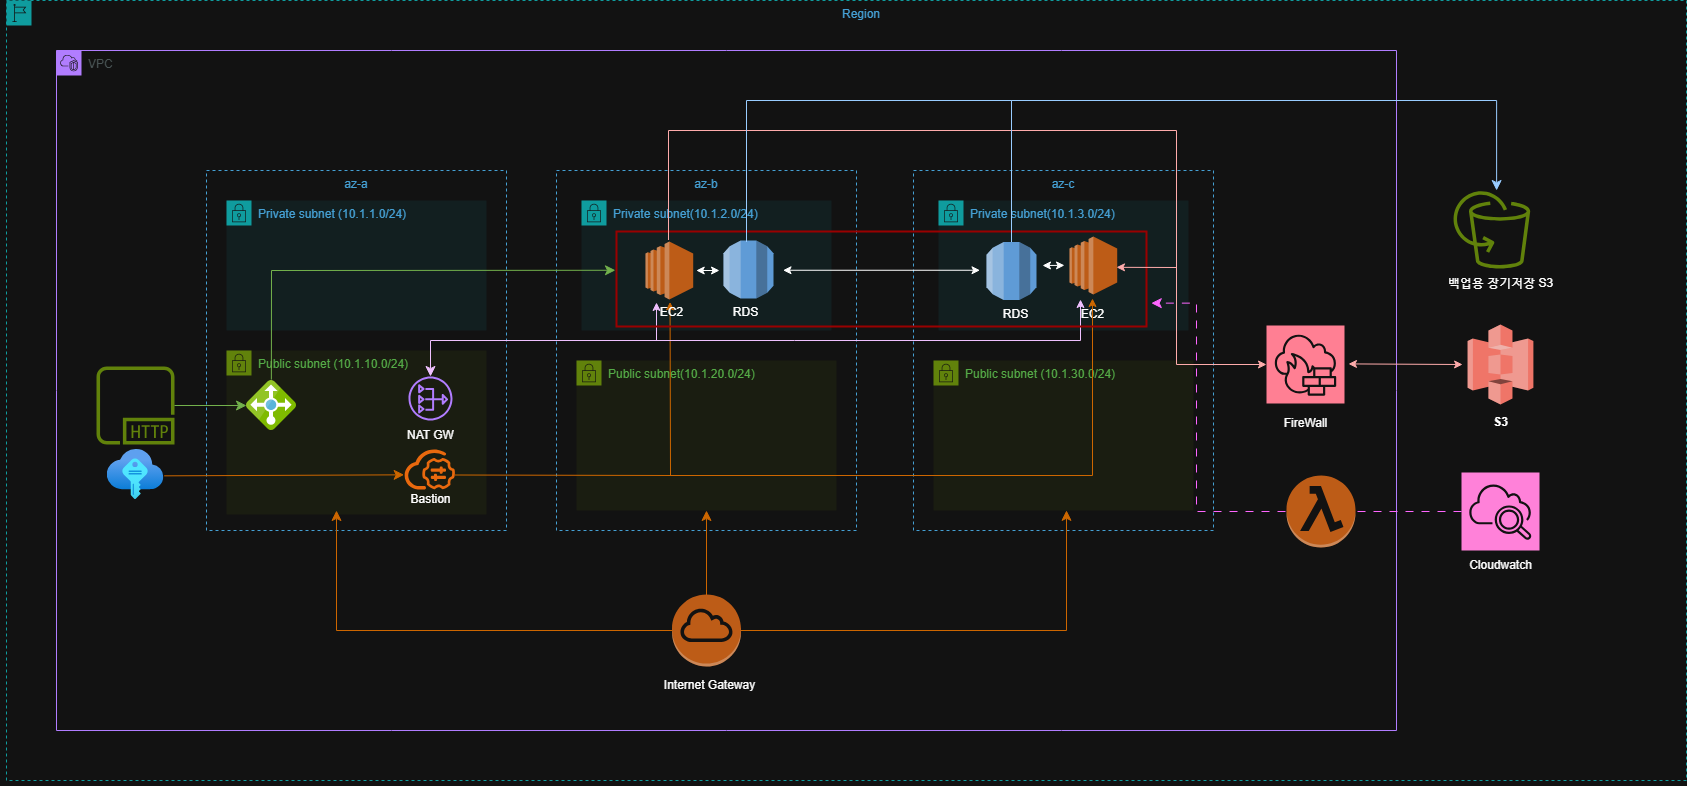 Region
VPC
az-a
az-b
az-c
Private subnet (10.1.1.0/24)
Private subnet(10.1.2.0/24)
Private subnet(10.1.3.0/24)
EC2
RDS
RDS
EC2
백업용 장기저장 S3
Public subnet (10.1.10.0/24)
Public subnet(10.1.20.0/24)
Public subnet (10.1.30.0/24)
HTTP
NAT GW
FireWall
S3
Bastion
Cloudwatch
Internet Gateway